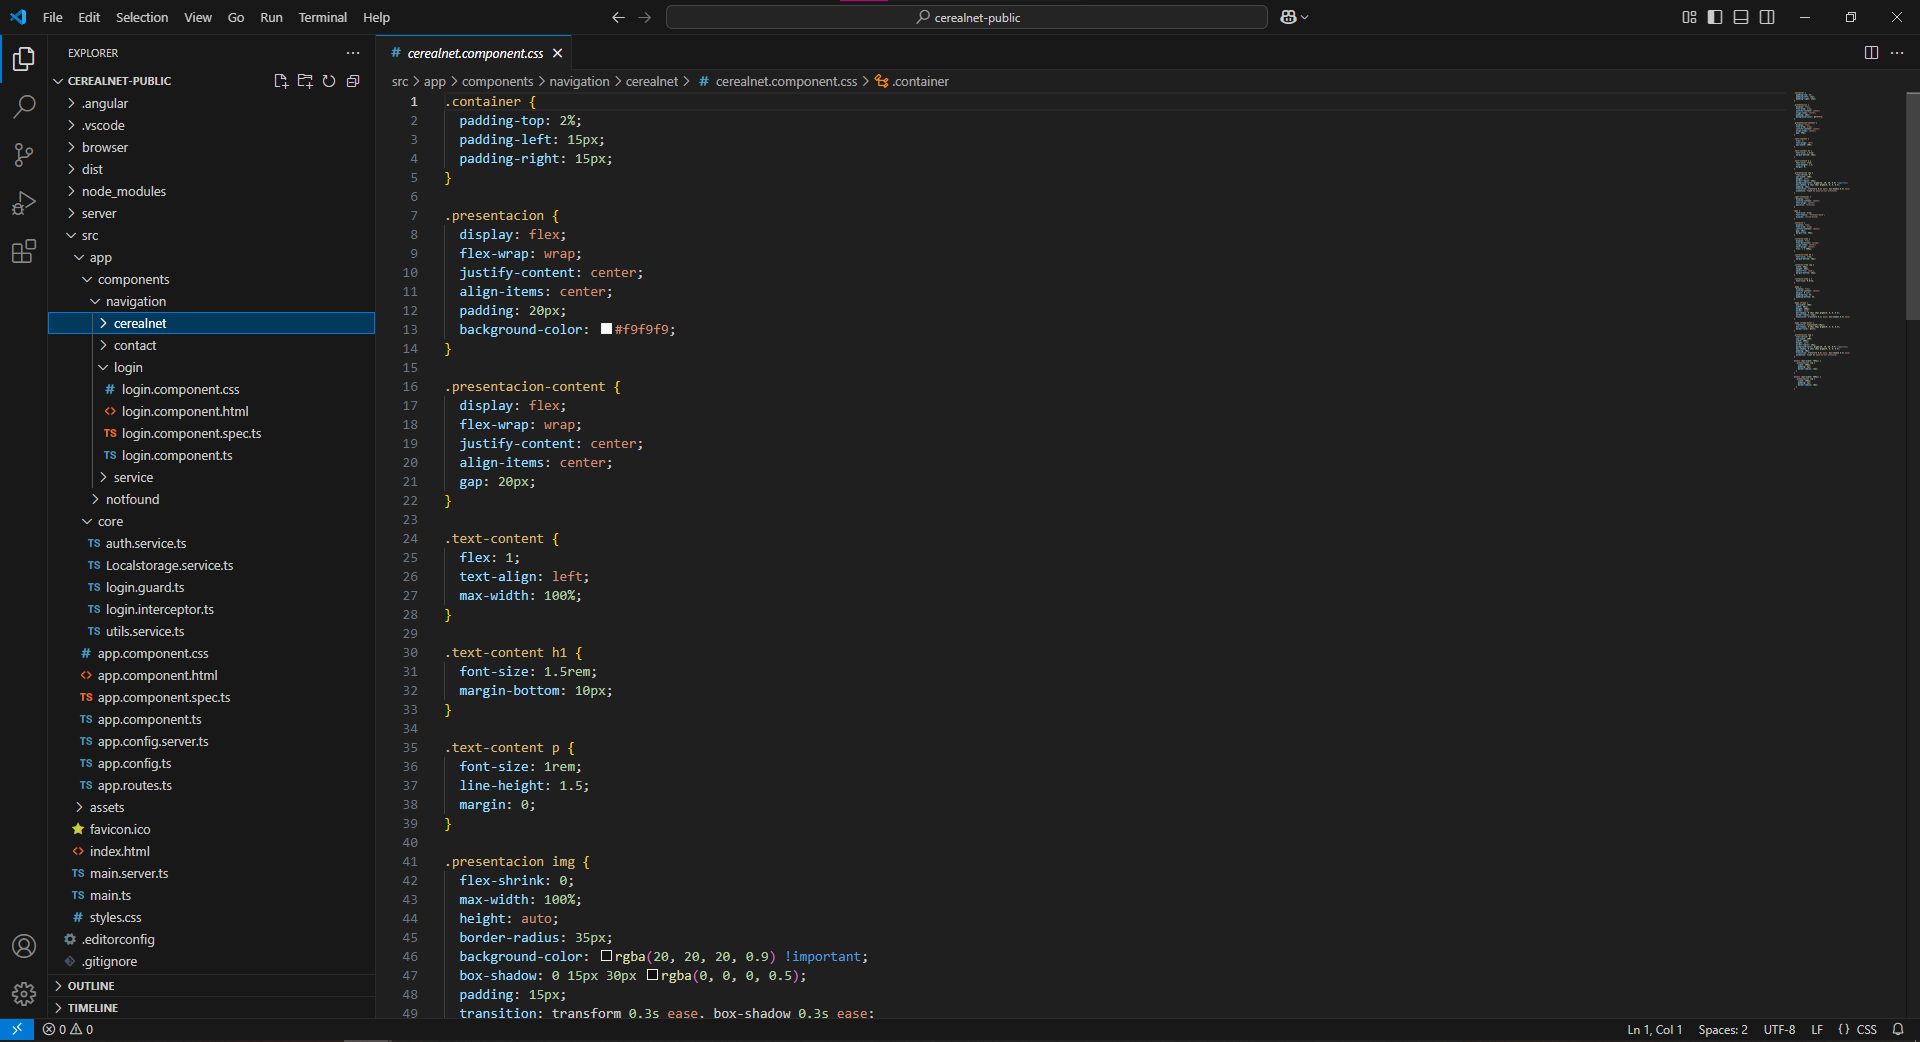 File Edit Selection View Go Run Terminal Help
cerealnet-public
EXPLORER
CEREALNET-PUBLIC
.angular
.vscode
browser
dist
node_modules
server
src
app
components
navigation
cerealnet
contact
login
# login.component.css
<> login.component.html
TS login.component.spec.ts
TS login.component.ts
service
notfound
core
TS auth.service.ts
TS Localstorage.service.ts
TS login.guard.ts
TS login.interceptor.ts
TS utils.service.ts
# app.component.css
<> app.component.html
TS app.component.spec.ts
TS app.component.ts
TS app.config.server.ts
TS app.config.ts
TS app.routes.ts
assets
favicon.ico
<> index.html
TS main.server.ts
TS main.ts
# styles.css
.editorconfig
.gitignore
OUTLINE
TIMELINE
# cerealnet.component.css
src > app > components > navigation > cerealnet > # cerealnet.component.css > .container
1 .container {
2 padding-top: 2%;
3 padding-left: 15px;
4 padding-right: 15px;
5 }
6
7 .presentacion {
8 display: flex;
9 flex-wrap: wrap;
10 justify-content: center;
11 align-items: center;
12 padding: 20px;
13 background-color: #f9f9f9;
14 }
15
16 .presentacion-content {
17 display: flex;
18 flex-wrap: wrap;
19 justify-content: center;
20 align-items: center;
21 gap: 20px;
22 }
23
24 .text-content {
25 flex: 1;
26 text-align: left;
27 max-width: 100%;
28 }
29
30 .text-content h1 {
31 font-size: 1.5rem;
32 margin-bottom: 10px;
33 }
34
35 .text-content p {
36 font-size: 1rem;
37 line-height: 1.5;
38 margin: 0;
39 }
40
41 .presentacion img {
42 flex-shrink: 0;
43 max-width: 100%;
44 height: auto;
45 border-radius: 35px;
46 background-color: rgba(20, 20, 20, 0.9) !important;
47 box-shadow: 0 15px 30px rgba(0, 0, 0, 0.5);
48 padding: 15px;
49 transition: transform 0.3s ease, box-shadow 0.3s ease;
0 0
Ln 1, Col 1 Spaces: 2 UTF-8 LF {} CSS